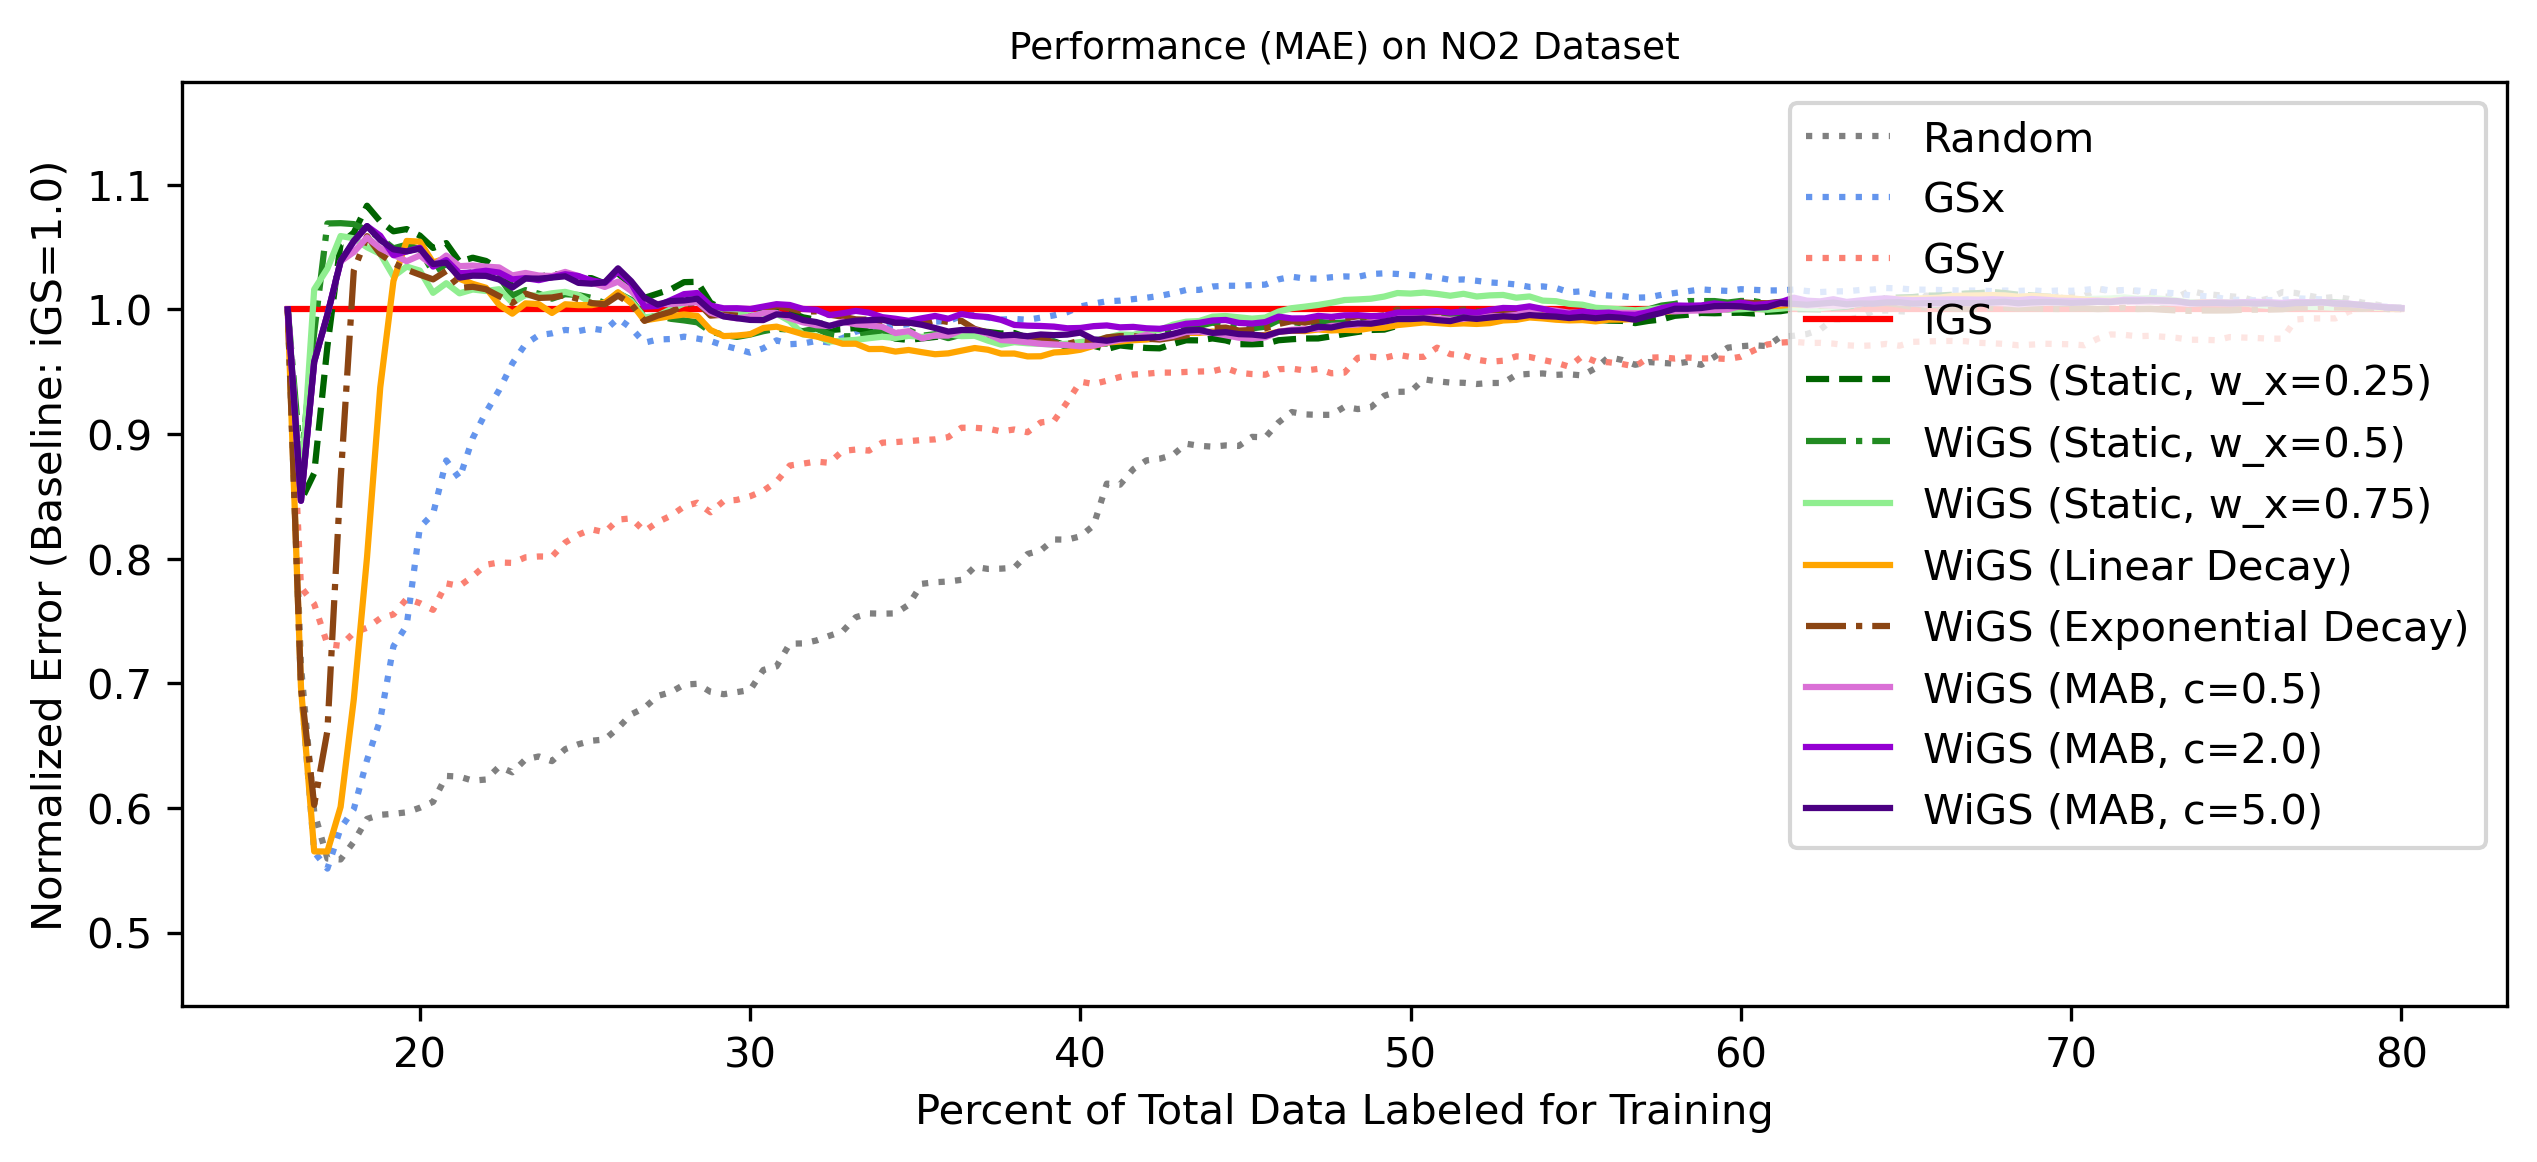 Performance (MAE) on NO2 Dataset
Normalized Error (Baseline: iGS=1.0)
1.1
1.0
0.9
0.8
0.7
0.6
0.5
Random
GSx
GSy
iGS
WiGS (Static, w_x=0.25)
WiGS (Static, w_x=0.5)
WiGS (Static, w_x=0.75)
WiGS (Linear Decay)
WiGS (Exponential Decay)
WiGS (MAB, c=0.5)
WiGS (MAB, c=2.0)
WiGS (MAB, c=5.0)
20 30 40 50 60 70 80
Percent of Total Data Labeled for Training